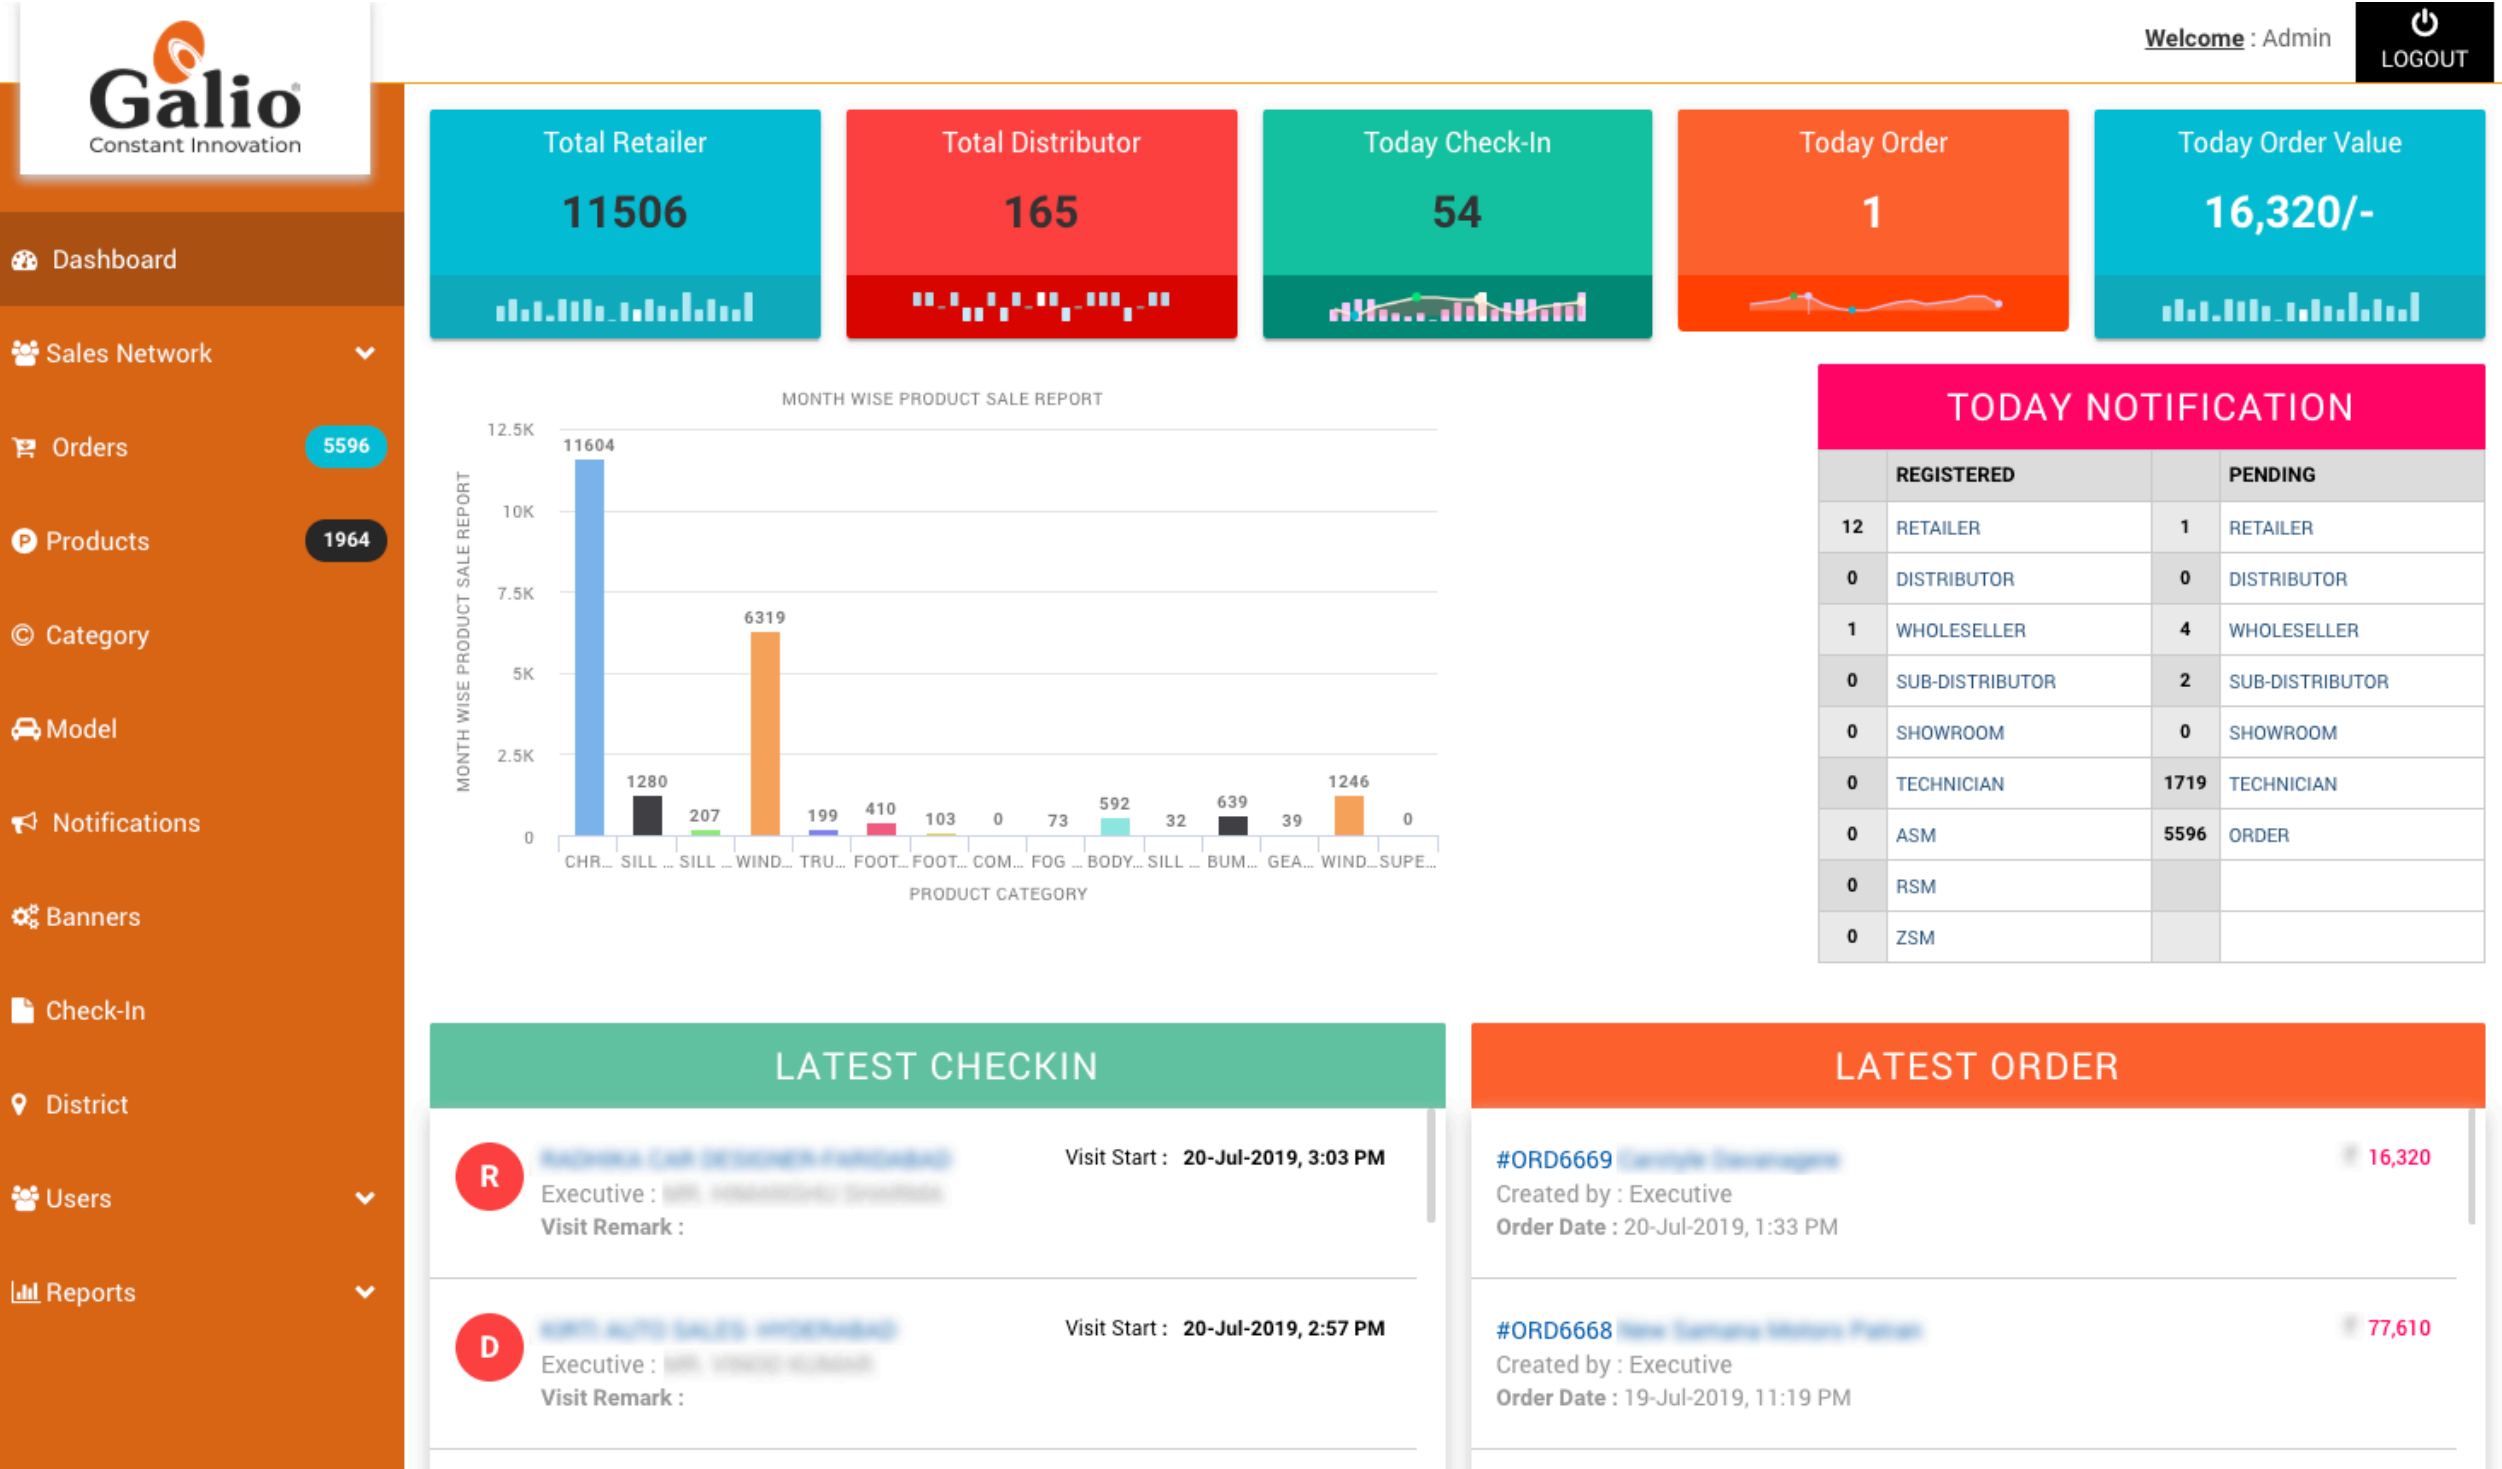 Galio
Constant Innovation
Welcome : Admin
LOGOUT
Dashboard
Sales Network
Orders 5596
Products 1964
Category
Model
Notifications
Banners
Check-In
District
Users
Reports
Total Retailer
11506
Total Distributor
165
Today Check-In
54
Today Order
1
Today Order Value
16,320/-
MONTH WISE PRODUCT SALE REPORT
MONTH WISE PRODUCT SALE REPORT
12.5K
10K
7.5K
5K
2.5K
0
11604 1280 207 6319 199 410 103 0 73 592 32 639 39 1246 0
CHR... SILL ... SILL ... WIND... TRU... FOOT... FOOT... COM... FOG ... BODY... SILL ... BUM... GEA... WIND... SUPE...
PRODUCT CATEGORY
TODAY NOTIFICATION
REGISTERED PENDING
12 RETAILER 1 RETAILER
0 DISTRIBUTOR 0 DISTRIBUTOR
1 WHOLESELLER 4 WHOLESELLER
0 SUB-DISTRIBUTOR 2 SUB-DISTRIBUTOR
0 SHOWROOM 0 SHOWROOM
0 TECHNICIAN 1719 TECHNICIAN
0 ASM 5596 ORDER
0 RSM
0 ZSM
LATEST CHECKIN
R
Visit Start : 20-Jul-2019, 3:03 PM
Executive :
Visit Remark :
D
Visit Start : 20-Jul-2019, 2:57 PM
Executive :
Visit Remark :
LATEST ORDER
#ORD6669 16,320
Created by : Executive
Order Date : 20-Jul-2019, 1:33 PM
#ORD6668 77,610
Created by : Executive
Order Date : 19-Jul-2019, 11:19 PM